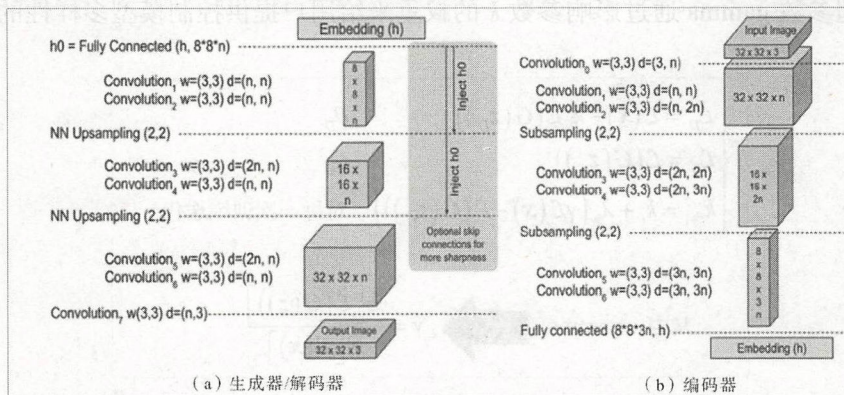 Embedding (h)
h0 = Fully Connected (h, 8*8*n)
Convolution1 w=(3,3) d=(n, n)
Convolution2 w=(3,3) d=(n, n)
8
x
8
x
n
Inject h0
NN Upsampling (2,2)
Convolution3 w=(3,3) d=(2n, n)
Convolution4 w=(3,3) d=(n, n)
16 x
16 x
n
Inject h0
NN Upsampling (2,2)
Optional skip
connections for
more sharpness
Convolution5 w=(3,3) d=(2n, n)
Convolution6 w=(3,3) d=(n, n)
32 x 32 x n
Convolution7 w(3,3) d=(n,3)
Output Image
32 x 32 x 3
(a) 生成器/解码器
Input Image
32 x 32 x 3
Convolution0 w=(3,3) d=(3, n)
Convolution1 w=(3,3) d=(n, n)
Convolution2 w=(3,3) d=(n, 2n)
32 x 32 x n
Subsampling (2,2)
Convolution3 w=(3,3) d=(2n, 2n)
Convolution4 w=(3,3) d=(2n, 3n)
16 x
16 x
2n
Subsampling (2,2)
Convolution5 w=(3,3) d=(3n, 3n)
Convolution6 w=(3,3) d=(3n, 3n)
8
x
8
x
3
n
Fully connected (8*8*3n, h)
Embedding (h)
(b) 编码器